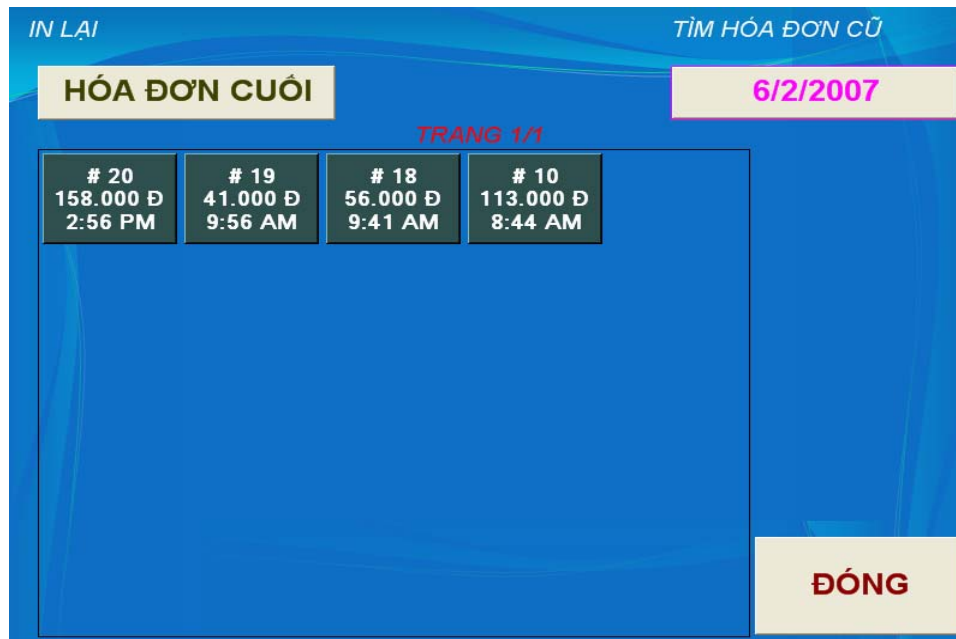 IN LẠI
TÌM HÓA ĐƠN CŨ
HÓA ĐƠN CUỐI
6/2/2007
TRANG 1/1
# 20
158.000 Đ
2:56 PM
# 19
41.000 Đ
9:56 AM
# 18
56.000 Đ
9:41 AM
# 10
113.000 Đ
8:44 AM
ĐÓNG